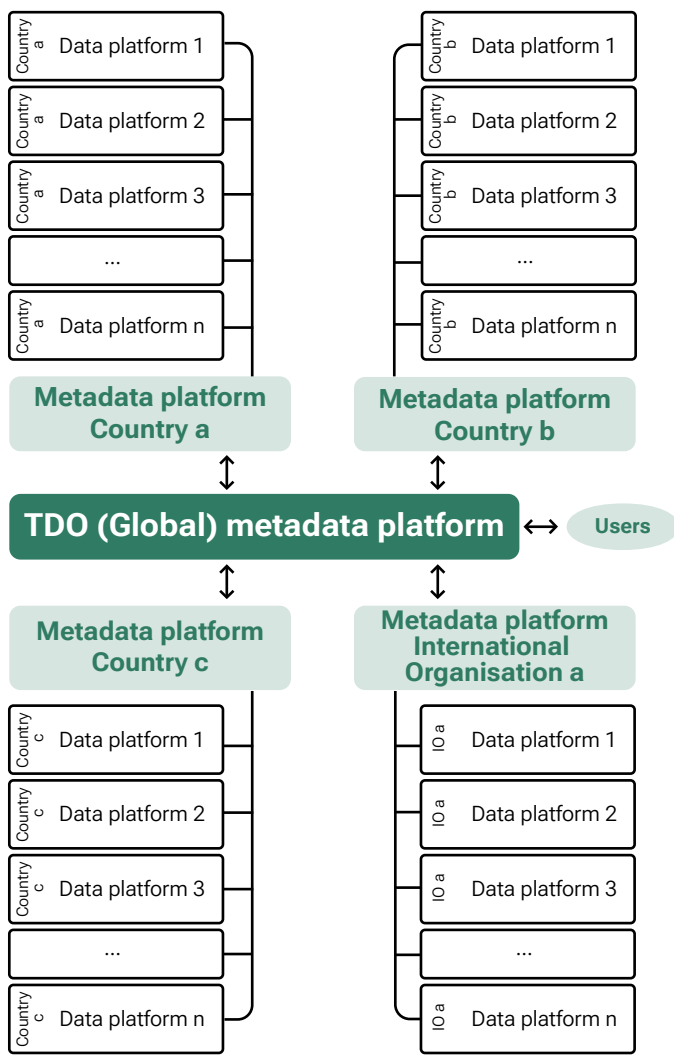 Country
a
Data platform 1
Country
a
Data platform 2
Country
a
Data platform 3
...
Country
a
Data platform n
Metadata platform
Country a
Country
b
Data platform 1
Country
b
Data platform 2
Country
b
Data platform 3
...
Country
b
Data platform n
Metadata platform
Country b
TDO (Global) metadata platform
Users
Metadata platform
Country c
Country
c
Data platform 1
Country
c
Data platform 2
Country
c
Data platform 3
...
Country
c
Data platform n
Metadata platform
International
Organisation a
IO a
Data platform 1
IO a
Data platform 2
IO a
Data platform 3
...
IO a
Data platform n